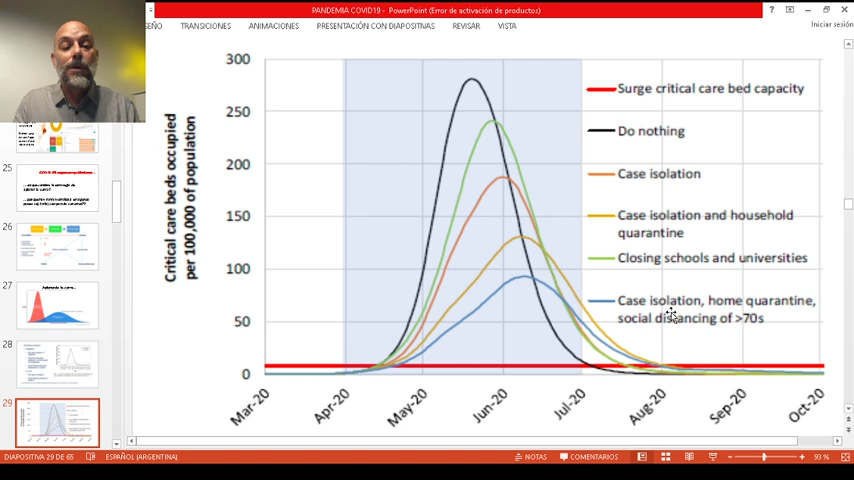 PANDEMIA COVID19 - PowerPoint (Error de activación de productos)
Iniciar sesión
SEÑO TRANSICIONES ANIMACIONES PRESENTACIÓN CON DIAPOSITIVAS REVISAR VISTA
25
26
27
28
29
Critical care beds occupied
per 100,000 of population
300
250
200
150
100
50
0
Mar-20
Apr-20
May-20
Jun-20
Jul-20
Aug-20
Sep-20
Oct-20
Surge critical care bed capacity
Do nothing
Case isolation
Case isolation and household
quarantine
Closing schools and universities
Case isolation, home quarantine,
social distancing of >70s
DIAPOSITIVA 29 DE 65
ESPAÑOL (ARGENTINA)
NOTAS
COMENTARIOS
93 %